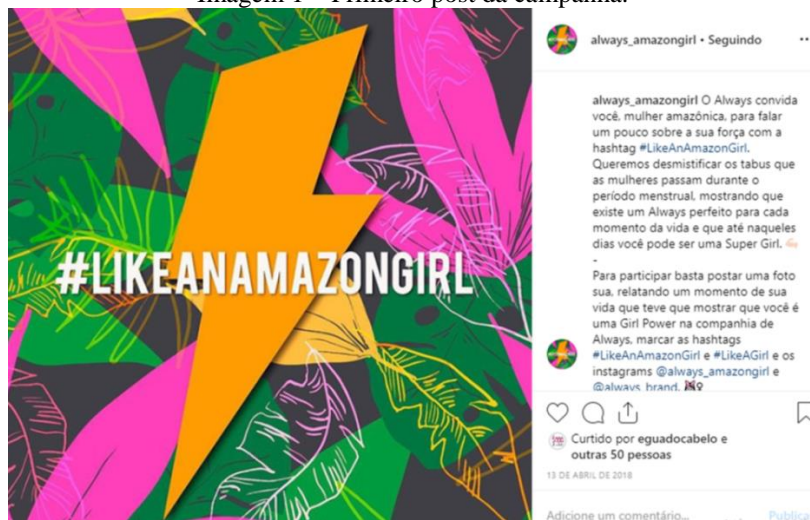 Imagem 1 – Primeiro post da campanha.
#LIKEANAMAZONGIRL
always_amazongirl • Seguindo
always_amazongirl O Always convida
você, mulher amazônica, para falar
um pouco sobre a sua força com a
hashtag #LikeAnAmazonGirl.
Queremos desmistificar os tabus que
as mulheres passam durante o
período menstrual, mostrando que
existe um Always perfeito para cada
momento da vida e que até naqueles
dias você pode ser uma Super Girl.
-
Para participar basta postar uma foto
sua, relatando um momento de sua
vida que teve que mostrar que você é
uma Girl Power na companhia de
Always, marcar as hashtags
#LikeAnAmazonGirl e #LikeAGirl e os
instagrams @always_amazongirl e
@always_brand.
Curtido por eguadocabelo e
outras 50 pessoas
13 DE ABRIL DE 2018
Adicione um comentário... Publica